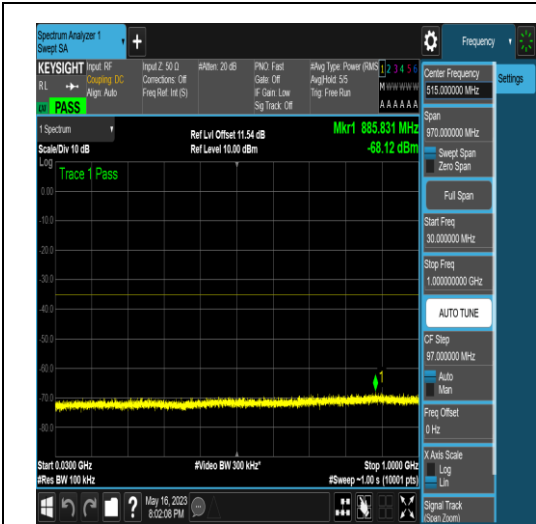 Spectrum Analyzer 1
Swept SA
Frequency
KEYSIGHT
RL
Input: RF
Coupling: DC
Align: Auto
Input Z: 50 Ω
Corrections: Off
Freq Ref: Int (S)
#Atten: 20 dB
PNO: Fast
Gate: Off
IF Gain: Low
Sig Track: Off
#Avg Type: Power (RMS
Avg|Hold: 5/5
Trig: Free Run
1 2 3 4 5 6
M W W W W W
A A A A A A
PASS
1 Spectrum
Scale/Div 10 dB
Ref Lvl Offset 11.54 dB
Ref Level 10.00 dBm
Mkr1 885.831 MHz
-68.12 dBm
Log
Trace 1 Pass
0.00
-10.0
-20.0
-30.0
-40.0
-50.0
-60.0
-70.0
-80.0
1
Start 0.0300 GHz
#Res BW 100 kHz
#Video BW 300 kHz*
Stop 1.0000 GHz
#Sweep ~1.00 s (10001 pts)
May 16, 2023
8:02:08 PM
Center Frequency
515.000000 MHz
Settings
Span
970.000000 MHz
Swept Span
Zero Span
Full Span
Start Freq
30.000000 MHz
Stop Freq
1.000000000 GHz
AUTO TUNE
CF Step
97.000000 MHz
Auto
Man
Freq Offset
0 Hz
X Axis Scale
Log
Lin
Signal Track
(Span Zoom)